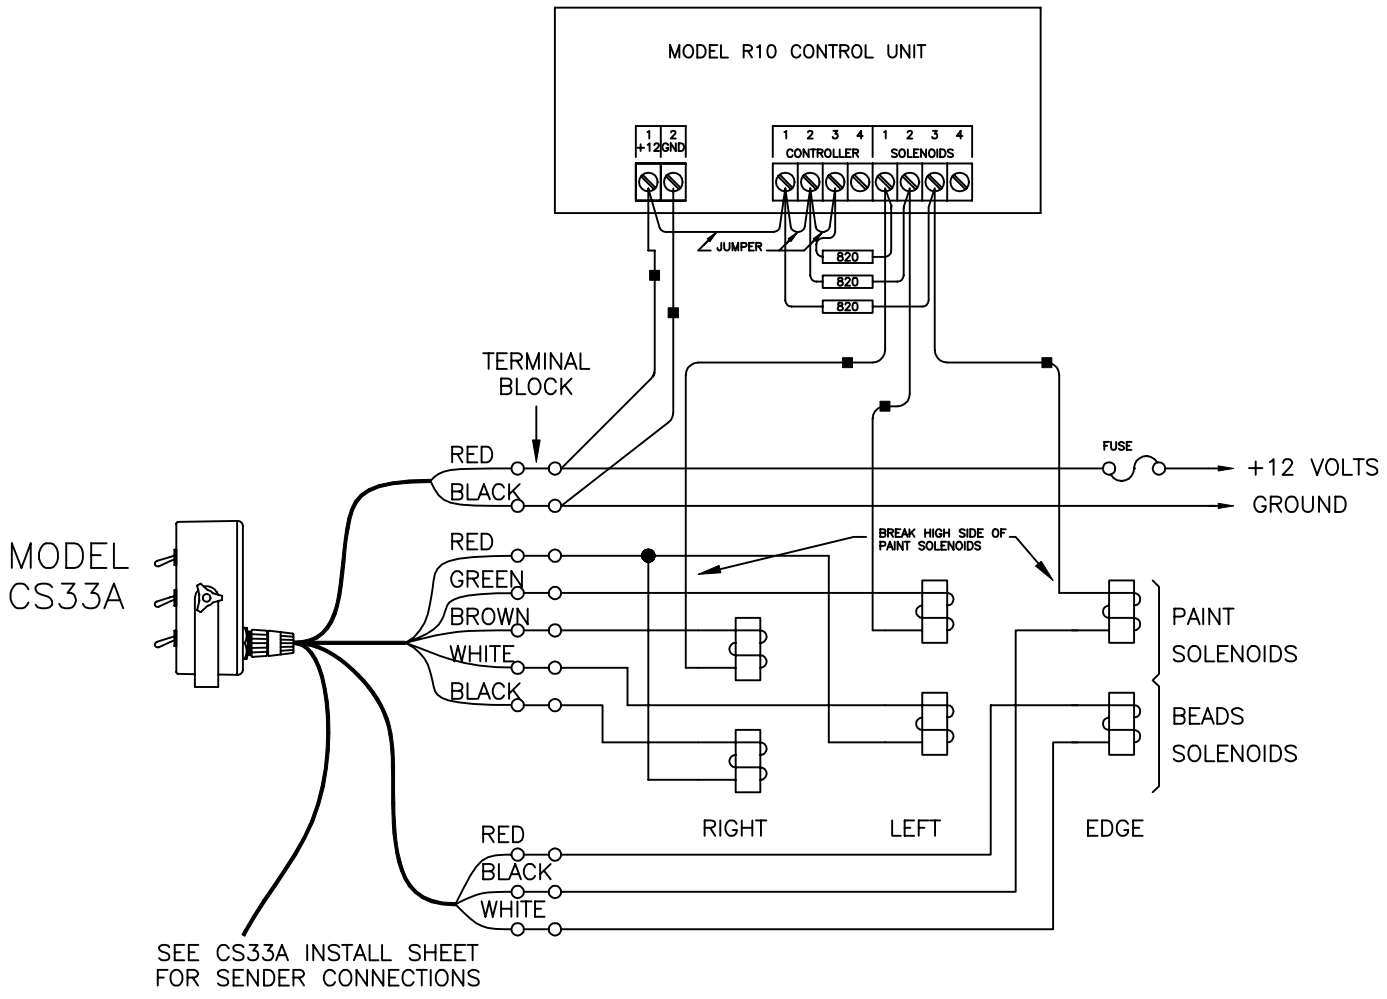 MODEL R10 CONTROL UNIT
1 2
+12 GND
1 2 3 4 1 2 3 4
CONTROLLER SOLENOIDS
JUMPER
820
820
820
TERMINAL
BLOCK
FUSE
RED
+12 VOLTS
BLACK
GROUND
BREAK HIGH SIDE OF
PAINT SOLENOIDS
MODEL
CS33A
RED
GREEN
BROWN
WHITE
BLACK
PAINT
SOLENOIDS
BEADS
SOLENOIDS
RIGHT LEFT EDGE
RED
BLACK
WHITE
SEE CS33A INSTALL SHEET
FOR SENDER CONNECTIONS